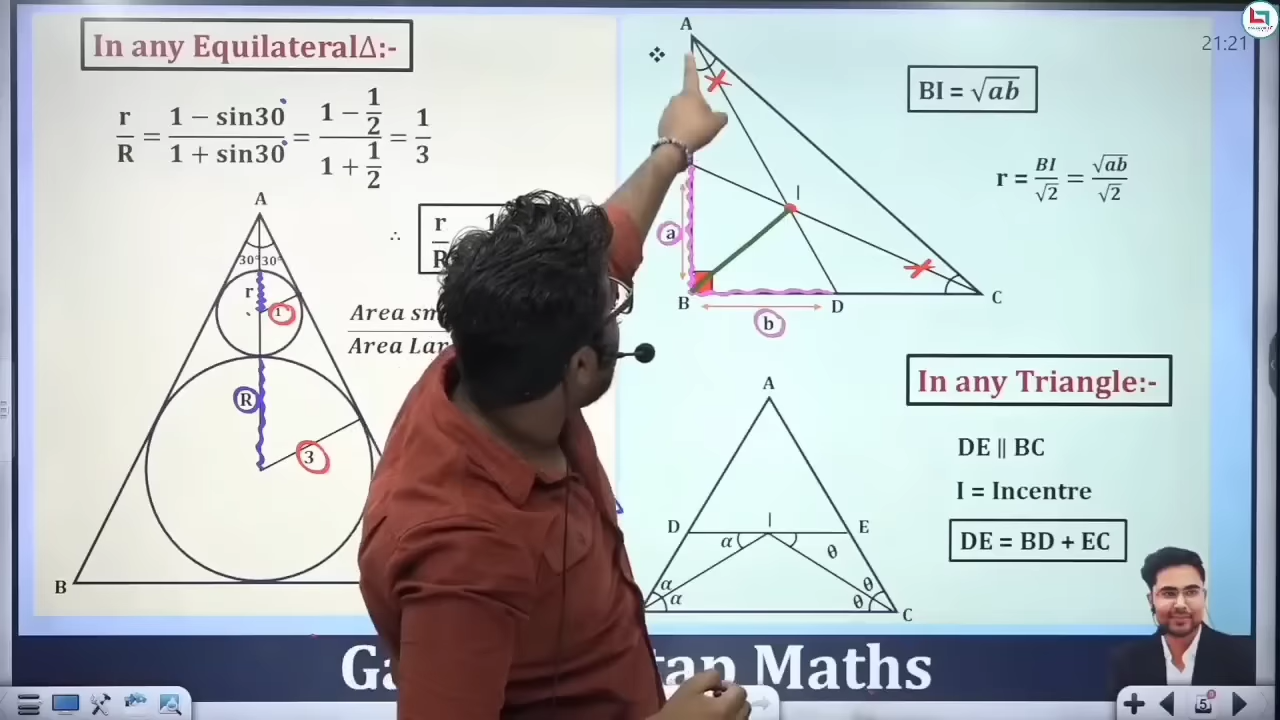 In any EquilateralΔ:-
r/R = (1 − sin30°)/(1 + sin30°) = (1 − 1/2)/(1 + 1/2) = 1/3
A
30° 30°
r
1
R
3
B
∴ r/R
Area
Area
21:21
A
❖
BI = √ab
r = BI/√2 = √ab/√2
I
a
B
D
C
b
In any Triangle:-
A
DE ∥ BC
I = Incentre
DE = BD + EC
D
I
E
α
θ
α
θ
α
θ
C
Maths
5